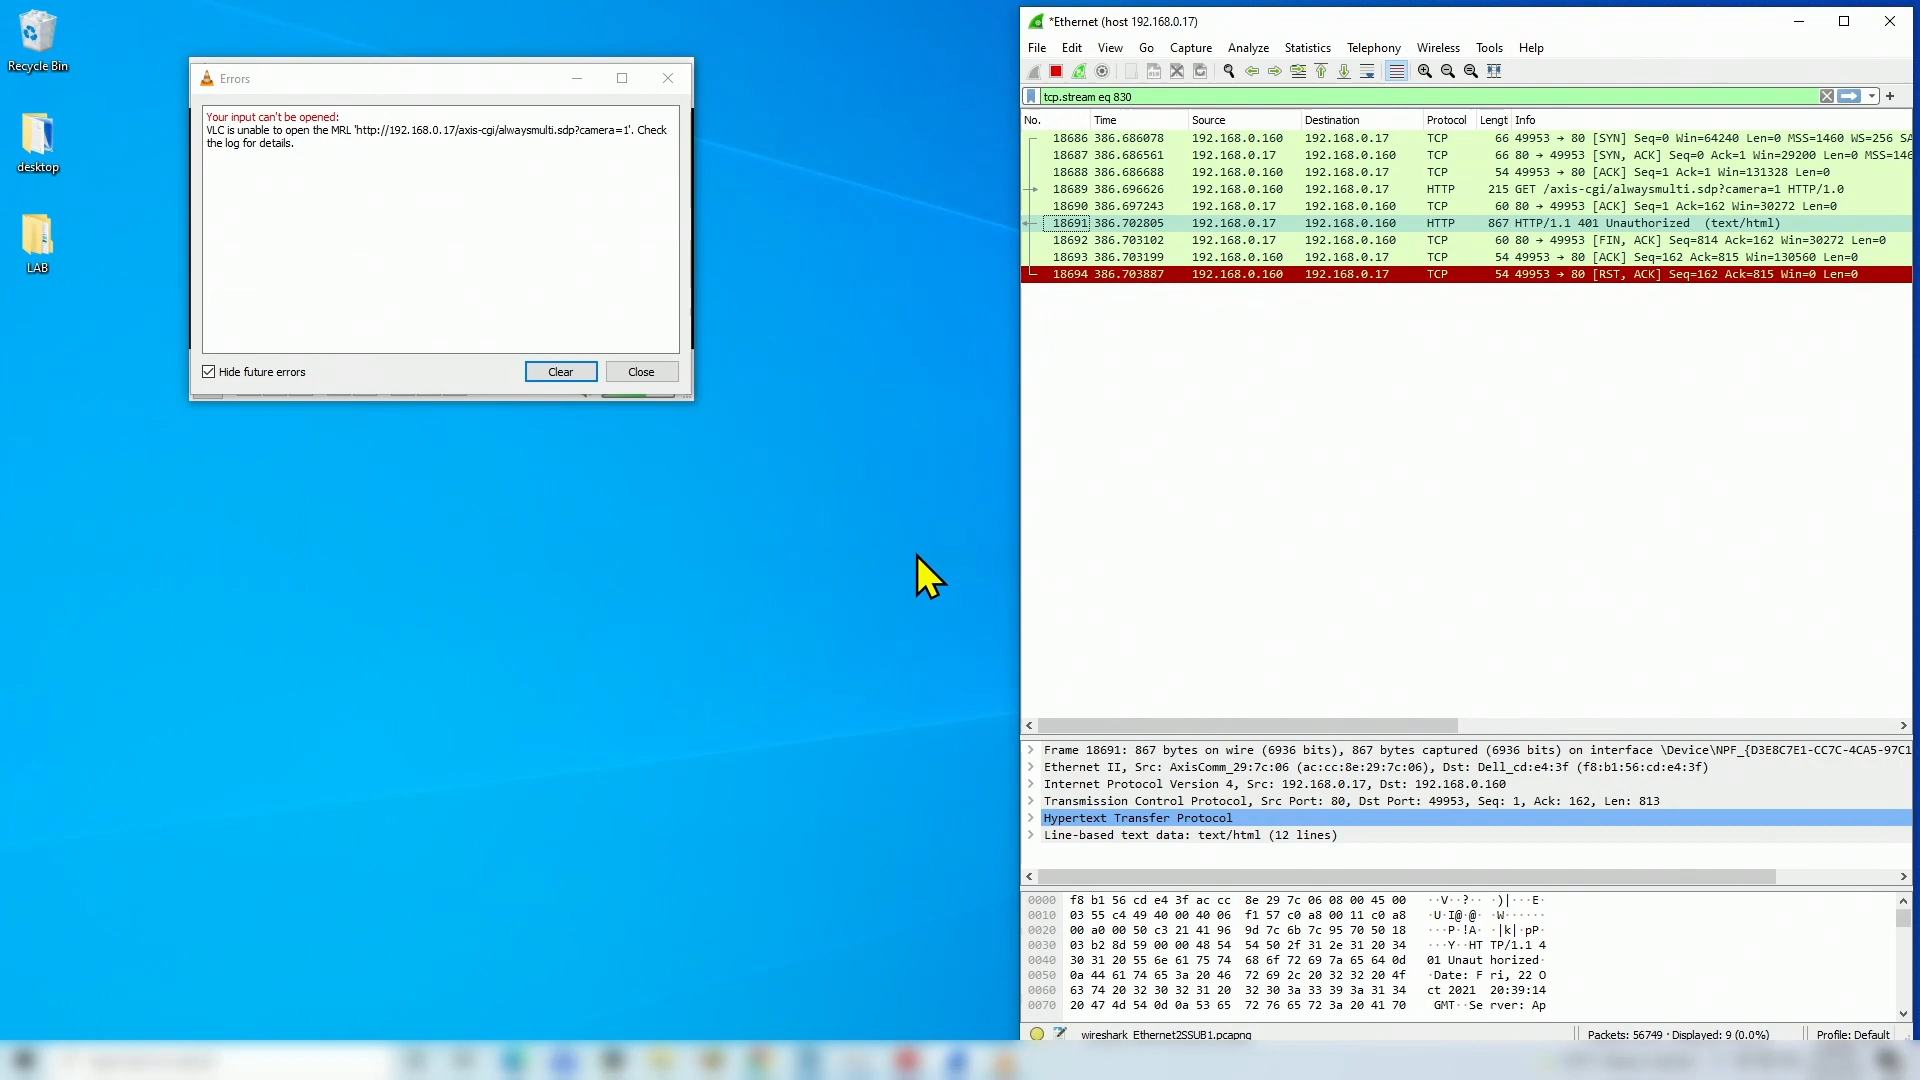 Recycle Bin
desktop
LAB
Errors
Your input can't be opened:
VLC is unable to open the MRL 'http://192.168.0.17/axis-cgi/alwaysmulti.sdp?camera=1'. Check
the log for details.
Hide future errors
Clear
Close
*Ethernet (host 192.168.0.17)
File Edit View Go Capture Analyze Statistics Telephony Wireless Tools Help
tcp.stream eq 830
No. Time Source Destination Protocol Lengt Info
18686 386.686078 192.168.0.160 192.168.0.17 TCP 66 49953 → 80 [SYN] Seq=0 Win=64240 Len=0 MSS=1460 WS=256 SA
18687 386.686561 192.168.0.17 192.168.0.160 TCP 66 80 → 49953 [SYN, ACK] Seq=0 Ack=1 Win=29200 Len=0 MSS=146
18688 386.686688 192.168.0.160 192.168.0.17 TCP 54 49953 → 80 [ACK] Seq=1 Ack=1 Win=131328 Len=0
18689 386.696626 192.168.0.160 192.168.0.17 HTTP 215 GET /axis-cgi/alwaysmulti.sdp?camera=1 HTTP/1.0
18690 386.697243 192.168.0.17 192.168.0.160 TCP 60 80 → 49953 [ACK] Seq=1 Ack=162 Win=30272 Len=0
18691 386.702805 192.168.0.17 192.168.0.160 HTTP 867 HTTP/1.1 401 Unauthorized (text/html)
18692 386.703102 192.168.0.17 192.168.0.160 TCP 60 80 → 49953 [FIN, ACK] Seq=814 Ack=162 Win=30272 Len=0
18693 386.703199 192.168.0.160 192.168.0.17 TCP 54 49953 → 80 [ACK] Seq=162 Ack=815 Win=130560 Len=0
18694 386.703887 192.168.0.160 192.168.0.17 TCP 54 49953 → 80 [RST, ACK] Seq=162 Ack=815 Win=0 Len=0
Frame 18691: 867 bytes on wire (6936 bits), 867 bytes captured (6936 bits) on interface \Device\NPF_{D3E8C7E1-CC7C-4CA5-97C1
Ethernet II, Src: AxisComm_29:7c:06 (ac:cc:8e:29:7c:06), Dst: Dell_cd:e4:3f (f8:b1:56:cd:e4:3f)
Internet Protocol Version 4, Src: 192.168.0.17, Dst: 192.168.0.160
Transmission Control Protocol, Src Port: 80, Dst Port: 49953, Seq: 1, Ack: 162, Len: 813
Hypertext Transfer Protocol
Line-based text data: text/html (12 lines)
0000 f8 b1 56 cd e4 3f ac cc 8e 29 7c 06 08 00 45 00 ··V··?·· ·)|···E·
0010 03 55 c4 49 40 00 40 06 f1 57 c0 a8 00 11 c0 a8 ·U·I@·@· ·W······
0020 00 a0 00 50 c3 21 41 96 9d 7c 6b 7c 95 70 50 18 ···P·!A· ·|k|·pP·
0030 03 b2 8d 59 00 00 48 54 54 50 2f 31 2e 31 20 34 ···Y··HT TP/1.1 4
0040 30 31 20 55 6e 61 75 74 68 6f 72 69 7a 65 64 0d 01 Unaut horized·
0050 0a 44 61 74 65 3a 20 46 72 69 2c 20 32 32 20 4f ·Date: F ri, 22 O
0060 63 74 20 32 30 32 31 20 32 30 3a 33 39 3a 31 34 ct 2021 20:39:14
0070 20 47 4d 54 0d 0a 53 65 72 76 65 72 3a 20 41 70 GMT··Se rver: Ap
wireshark_Ethernet2SSUB1.pcapng Packets: 56749 · Displayed: 9 (0.0%) Profile: Default